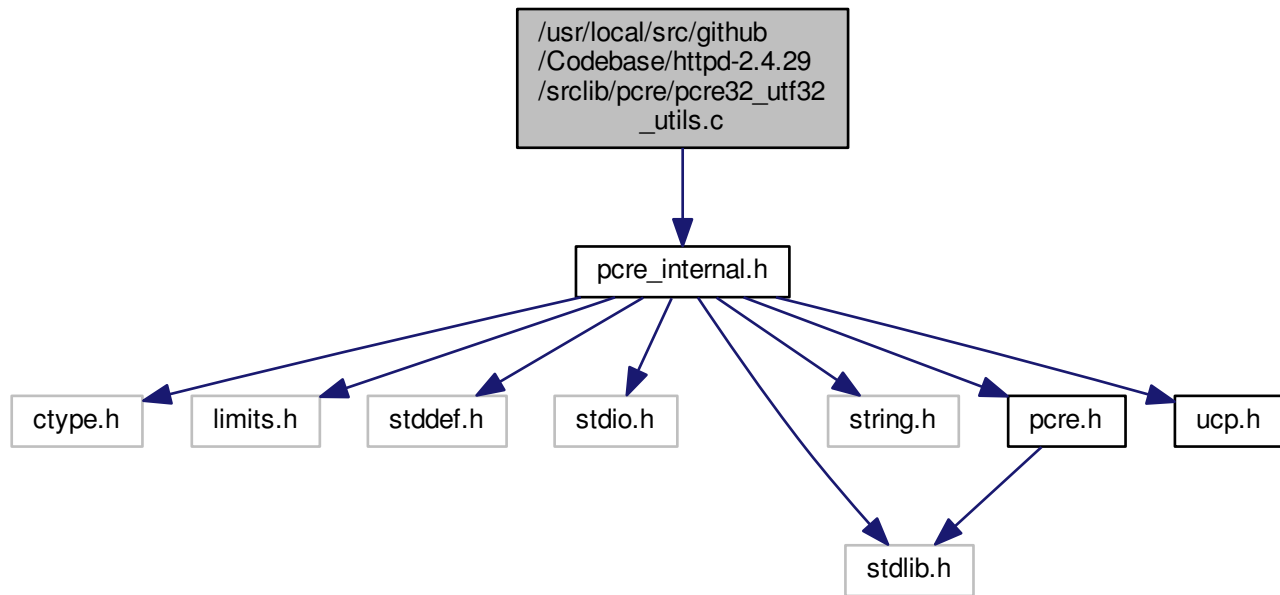 /usr/local/src/github
/Codebase/httpd-2.4.29
/srclib/pcre/pcre32_utf32
_utils.c
pcre_internal.h
ctype.h
limits.h
stddef.h
stdio.h
string.h
pcre.h
ucp.h
stdlib.h